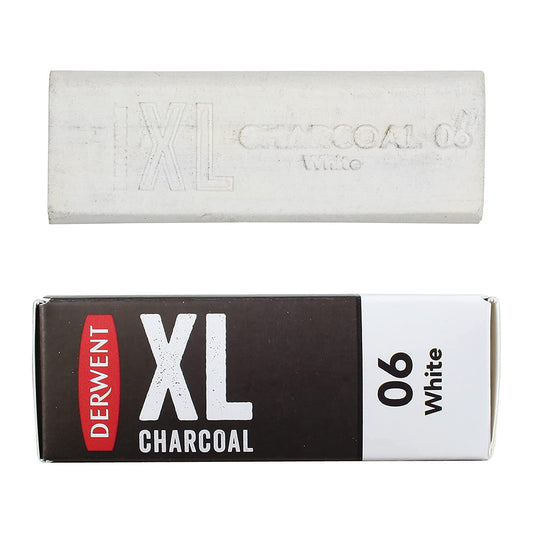 XL CHARCOAL 06
White
DERWENT
XL
CHARCOAL
06
White